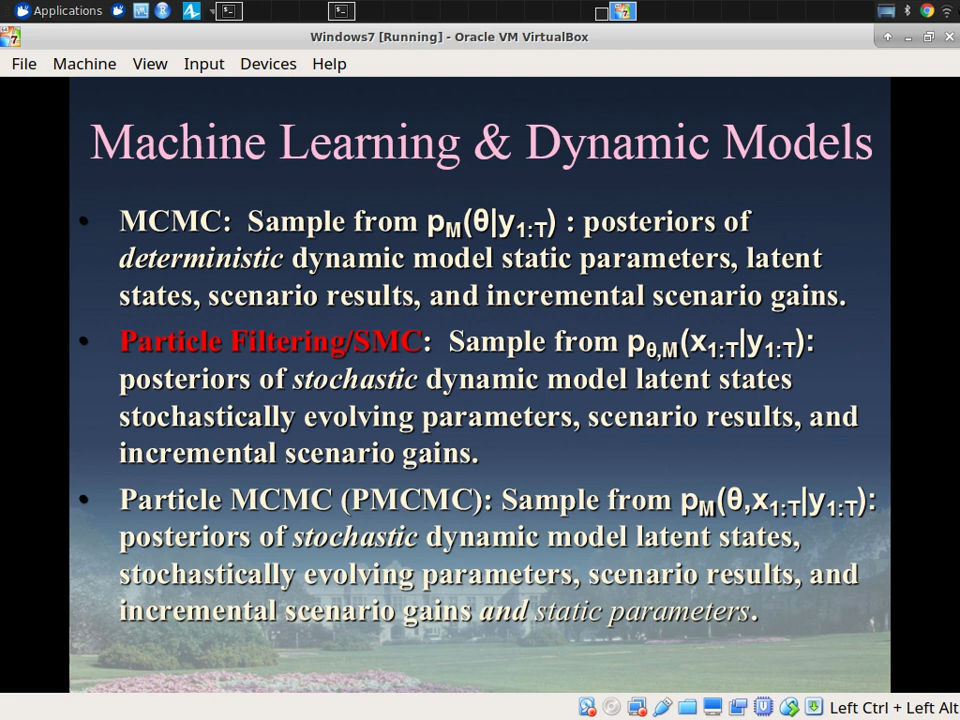 Applications
Windows7 [Running] - Oracle VM VirtualBox
File Machine View Input Devices Help
Machine Learning & Dynamic Models
• MCMC: Sample from pM(θ|y1:T) : posteriors of
deterministic dynamic model static parameters, latent
states, scenario results, and incremental scenario gains.
• Particle Filtering/SMC: Sample from pθ,M(x1:T|y1:T):
posteriors of stochastic dynamic model latent states
stochastically evolving parameters, scenario results, and
incremental scenario gains.
• Particle MCMC (PMCMC): Sample from pM(θ,x1:T|y1:T):
posteriors of stochastic dynamic model latent states,
stochastically evolving parameters, scenario results, and
incremental scenario gains and static parameters.
Left Ctrl + Left Alt